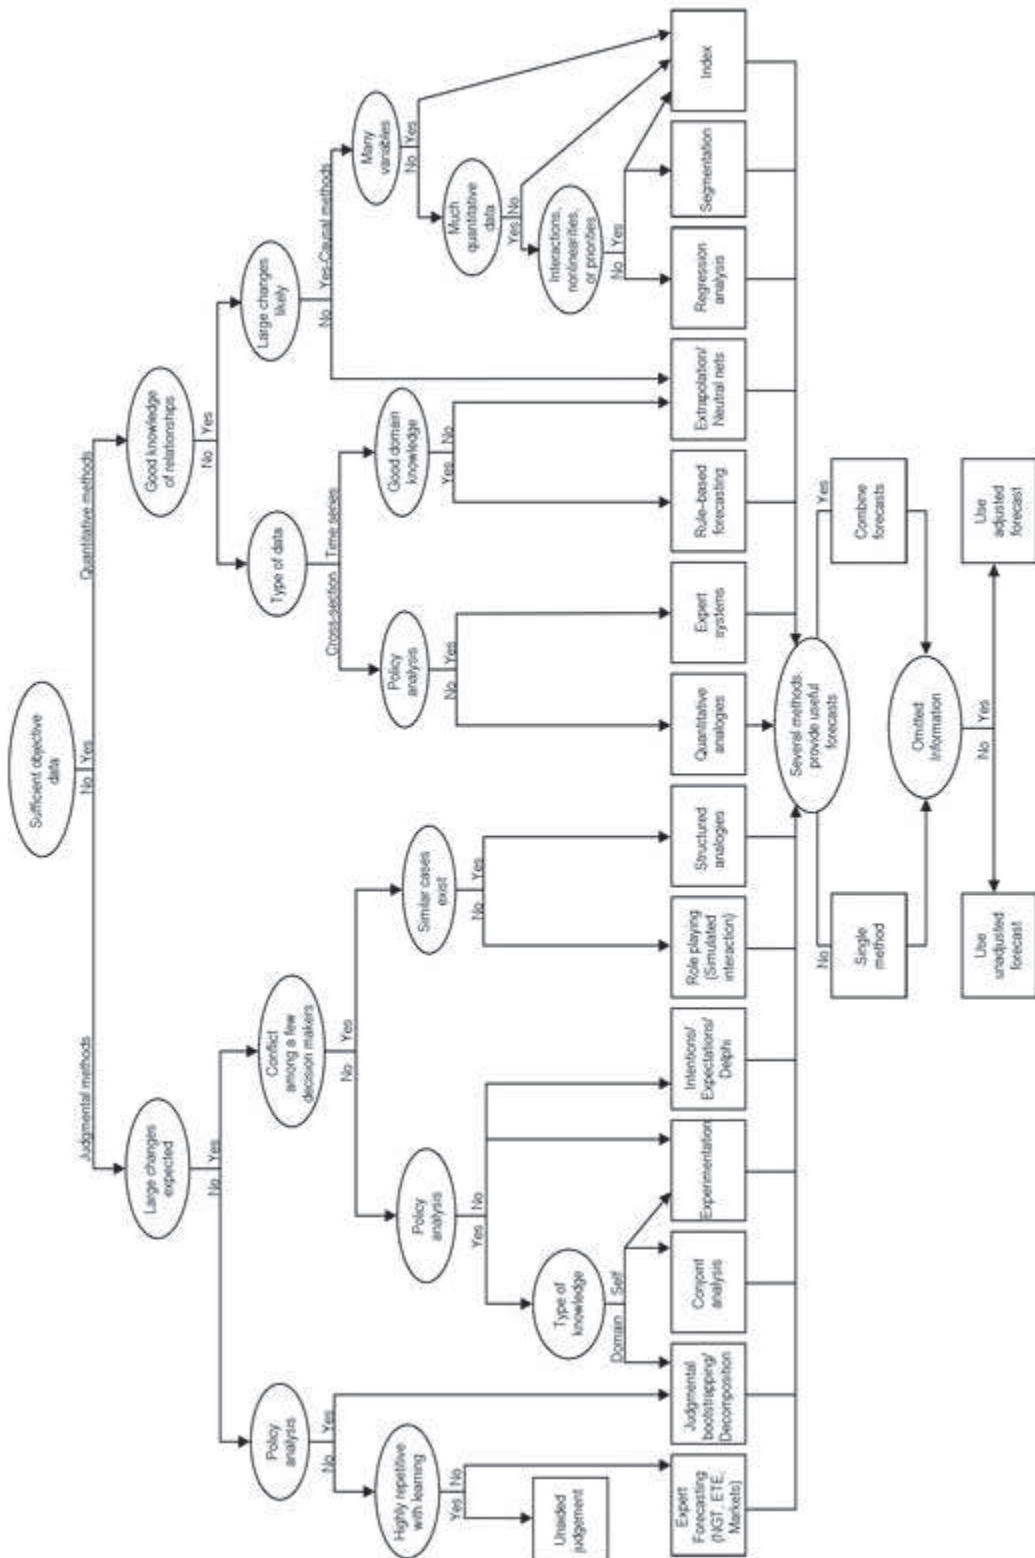 Sufficient objective
data
No
Yes
Judgmental methods
Quantitative methods
Large changes
expected
No
Yes
Good knowledge
of relationships
No
Yes
Policy
analysis
No
Yes
Conflict
among a few
decision makers
No
Yes
Type of data
Cross-section
Time series
Large changes
likely
No
Yes-Causal methods
Highly repetitive
with learning
Yes
No
Policy
analysis
Yes
No
Similar cases
exist
No
Yes
Policy
analysis
No
Yes
Good domain
knowledge
Yes
No
Many
variables
No
Yes
Much
quantitative
data
Yes
No
Type of
knowledge
Domain
Self
Interactions,
nonlinearities,
or priorities
No
Yes
Unaided
judgement
Expert
Forecasting
(NGT, ETE,
Markets)
Judgmental
bootstrapping/
Decomposition
Conjoint
analysis
Experimentation
Intentions/
Expectations/
Delphi
Role playing
(Simulated
interaction)
Structured
analogies
Quantitative
analogies
Expert
systems
Rule-based
forecasting
Extrapolation/
Neutral nets
Regression
analysis
Segmentation
Index
Several methods
provide useful
forecasts
No
Yes
Single
method
Combine
forecasts
Omitted
Information
No
Yes
Use
unadjusted
forecast
Use
adjusted
forecast